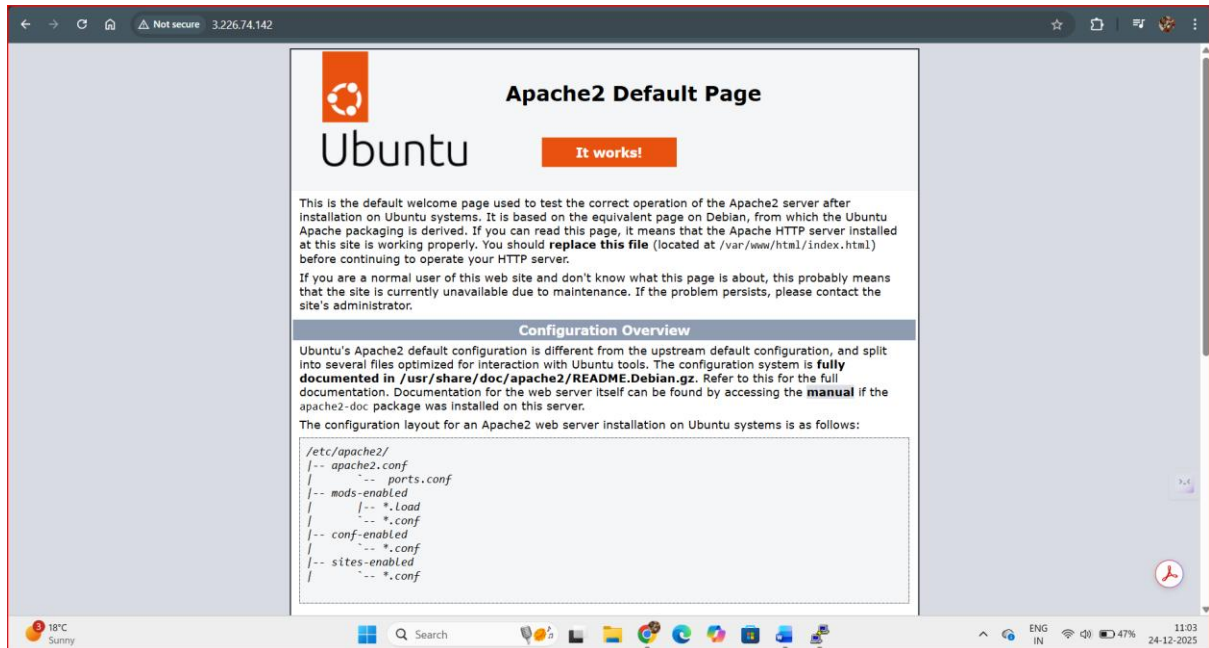 Not secure 3.226.74.142
Apache2 Default Page
Ubuntu
It works!
This is the default welcome page used to test the correct operation of the Apache2 server after
installation on Ubuntu systems. It is based on the equivalent page on Debian, from which the Ubuntu
Apache packaging is derived. If you can read this page, it means that the Apache HTTP server installed
at this site is working properly. You should replace this file (located at /var/www/html/index.html)
before continuing to operate your HTTP server.
If you are a normal user of this web site and don't know what this page is about, this probably means
that the site is currently unavailable due to maintenance. If the problem persists, please contact the
site's administrator.
Configuration Overview
Ubuntu's Apache2 default configuration is different from the upstream default configuration, and split
into several files optimized for interaction with Ubuntu tools. The configuration system is fully
documented in /usr/share/doc/apache2/README.Debian.gz. Refer to this for the full
documentation. Documentation for the web server itself can be found by accessing the manual if the
apache2-doc package was installed on this server.
The configuration layout for an Apache2 web server installation on Ubuntu systems is as follows:
/etc/apache2/
|-- apache2.conf
|       `--  ports.conf
|-- mods-enabled
|       |-- *.load
|       `-- *.conf
|-- conf-enabled
|       `-- *.conf
|-- sites-enabled
|       `-- *.conf
3
18°C
Sunny
Search
ENG
IN
47%
11:03
24-12-2025